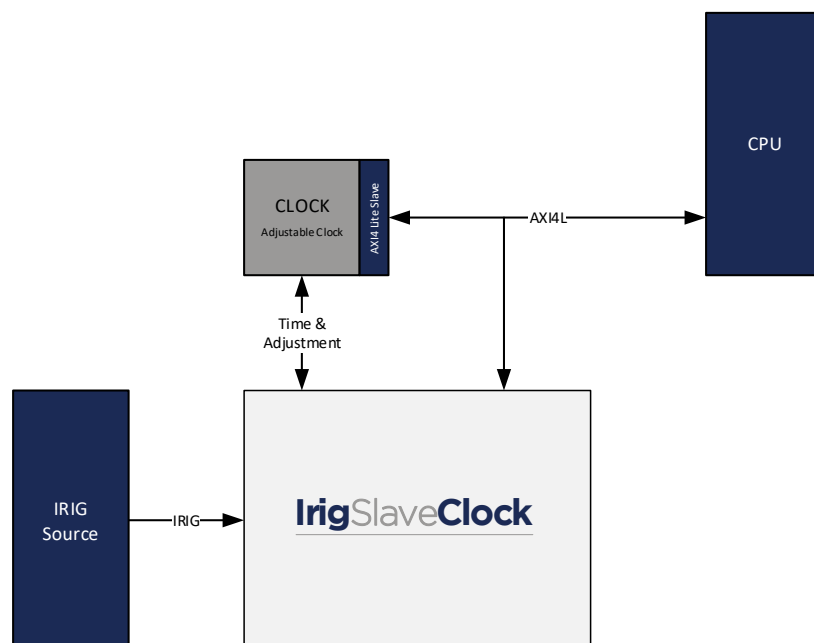 CPU
CLOCK
Adjustable Clock
AXI4 Lite Slave
AXI4L
Time &
Adjustment
IRIG
Source
IRIG
IrigSlaveClock